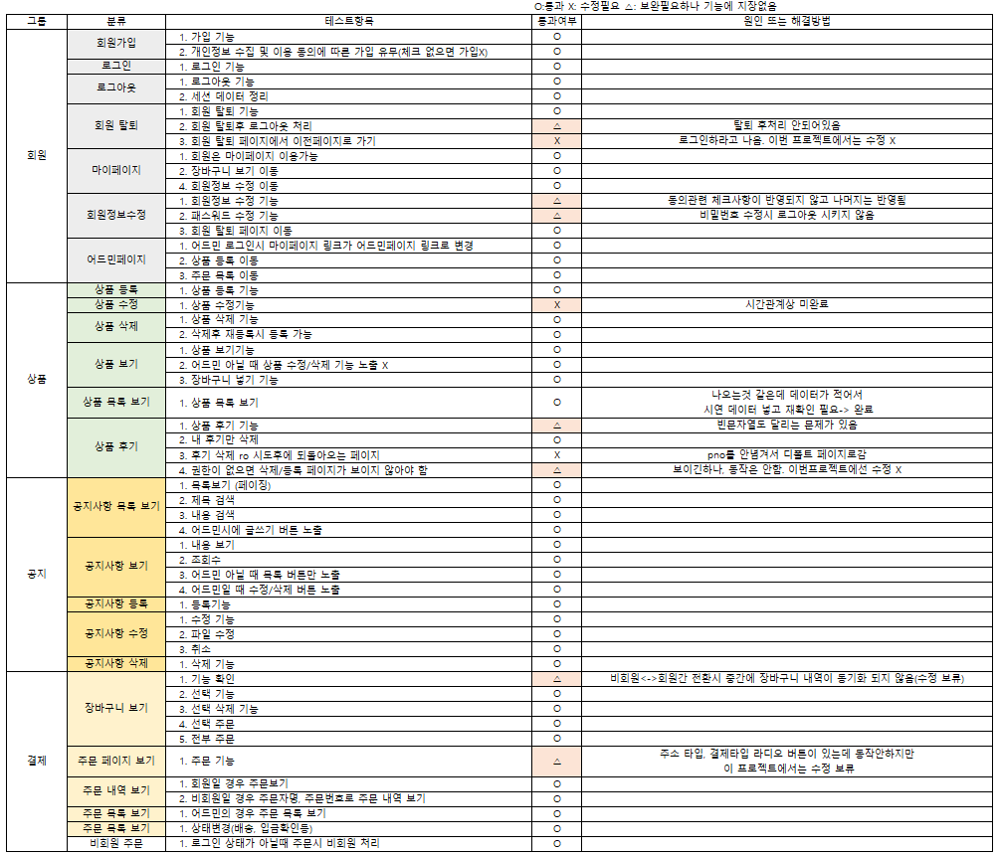 O:통과 X: 수정필요 △: 보완필요하나 기능에 지장없음
그룹 분류 테스트항목 통과여부 원인 또는 해결방법
회원
회원가입
1. 가입 기능 O
2. 개인정보 수집 및 이용 동의에 따른 가입 유무(체크 없으면 가입X) O
로그인
1. 로그인 기능 O
로그아웃
1. 로그아웃 기능 O
2. 세션 데이터 정리 O
회원 탈퇴
1. 회원 탈퇴 기능 O
2. 회원 탈퇴후 로그아웃 처리 △ 탈퇴 후처리 안되어있음
3. 회원 탈퇴 페이지에서 이전페이지로 가기 X 로그인하라고 나옴. 이번 프로젝트에서는 수정 X
마이페이지
1. 회원은 마이페이지 이용가능 O
2. 장바구니 보기 이동 O
4. 회원정보 수정 이동 O
회원정보수정
1. 회원정보 수정 기능 △ 동의관련 체크사항이 반영되지 않고 나머지는 반영됨
2. 패스워드 수정 기능 △ 비밀번호 수정시 로그아웃 시키지 않음
3. 회원 탈퇴 페이지 이동 O
어드민페이지
1. 어드민 로그인시 마이페이지 링크가 어드민페이지 링크로 변경 O
2. 상품 등록 이동 O
3. 주문 목록 이동 O
상품
상품 등록
1. 상품 등록 기능 O
상품 수정
1. 상품 수정기능 X 시간관계상 미완료
상품 삭제
1. 상품 삭제 기능 O
2. 삭제후 재등록시 등록 가능 O
상품 보기
1. 상품 보기기능 O
2. 어드민 아닐 때 상품 수정/삭제 기능 노출 X O
3. 장바구니 넣기 기능 O
상품 목록 보기
1. 상품 목록 보기 O 나오는것 같은데 데이터가 적어서
시연 데이터 넣고 재확인 필요-> 완료
상품 후기
1. 상품 후기 기능 △ 빈문자열도 달리는 문제가 있음
2. 내 후기만 삭제 O
3. 후기 삭제 ro 시도후에 되돌아오는 페이지 X pno를 안넘겨서 디폴트 페이지로감
4. 권한이 없으면 삭제/등록 페이지가 보이지 않아야 함 △ 보이긴하나, 동작은 안함. 이번프로젝트에선 수정 X
공지
공지사항 목록 보기
1. 목록보기 (페이징) O
2. 제목 검색 O
3. 내용 검색 O
4. 어드민시에 글쓰기 버튼 노출 O
공지사항 보기
1. 내용 보기 O
2. 조회수 O
3. 어드민 아닐 때 목록 버튼만 노출 O
4. 어드민일 때 수정/삭제 버튼 노출 O
공지사항 등록
1. 등록기능 O
공지사항 수정
1. 수정 기능 O
2. 파일 수정 O
3. 취소 O
공지사항 삭제
1. 삭제 기능 O
결제
장바구니 보기
1. 기능 확인 △ 비회원<->회원간 전환시 중간에 장바구니 내역이 동기화 되지 않음(수정 보류)
2. 선택 기능 O
3. 선택 삭제 기능 O
4. 선택 주문 O
5. 전부 주문 O
주문 페이지 보기
1. 주문 기능 △ 주소 타입, 결제타입 라디오 버튼이 있는데 동작안하지만
이 프로젝트에서는 수정 보류
주문 내역 보기
1. 회원일 경우 주문보기 O
2. 비회원일 경우 주문자명, 주문번호로 주문 내역 보기 O
주문 목록 보기
1. 어드민의 경우 주문 목록 보기 O
주문 목록 보기
1. 상태변경(배송, 입금확인등) O
비회원 주문
1. 로그인 상태가 아닐때 주문시 비회원 처리 O